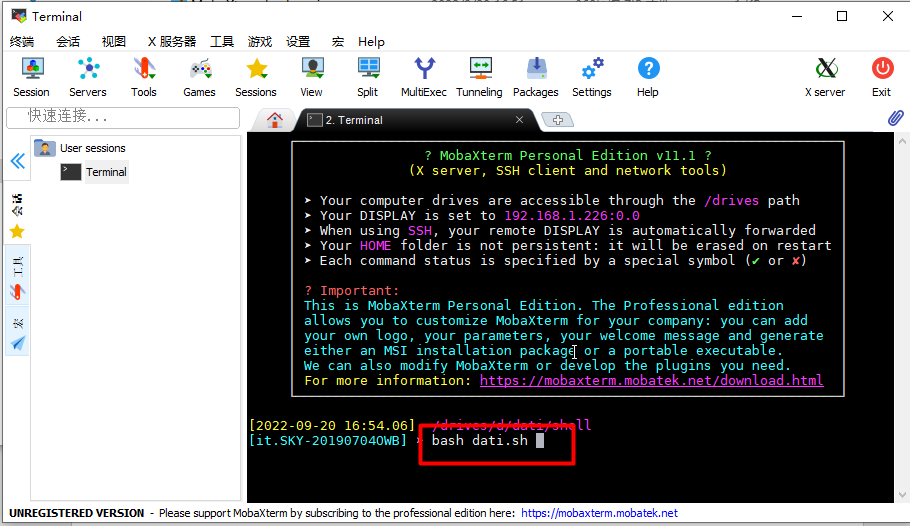 Terminal
终端 会话 视图 X 服务器 工具 游戏 设置 宏 Help
Session Servers Tools Games Sessions View Split MultiExec Tunneling Packages Settings Help X server Exit
快速连接...
2. Terminal
User sessions
Terminal
工具
宏
? MobaXterm Personal Edition v11.1 ?
(X server, SSH client and network tools)
➤ Your computer drives are accessible through the /drives path
➤ Your DISPLAY is set to 192.168.1.226:0.0
➤ When using SSH, your remote DISPLAY is automatically forwarded
➤ Your HOME folder is not persistent: it will be erased on restart
➤ Each command status is specified by a special symbol (✔ or ✘)
? Important:
This is MobaXterm Personal Edition. The Professional edition
allows you to customize MobaXterm for your company: you can add
your own logo, your parameters, your welcome message and generate
either an MSI installation package or a portable executable.
We can also modify MobaXterm or develop the plugins you need.
For more information: https://mobaxterm.mobatek.net/download.html
[2022-09-20 16:54.06] /drives/d/dati/shell
[it.SKY-20190704OWB] ➤ bash dati.sh
UNREGISTERED VERSION - Please support MobaXterm by subscribing to the professional edition here: https://mobaxterm.mobatek.net